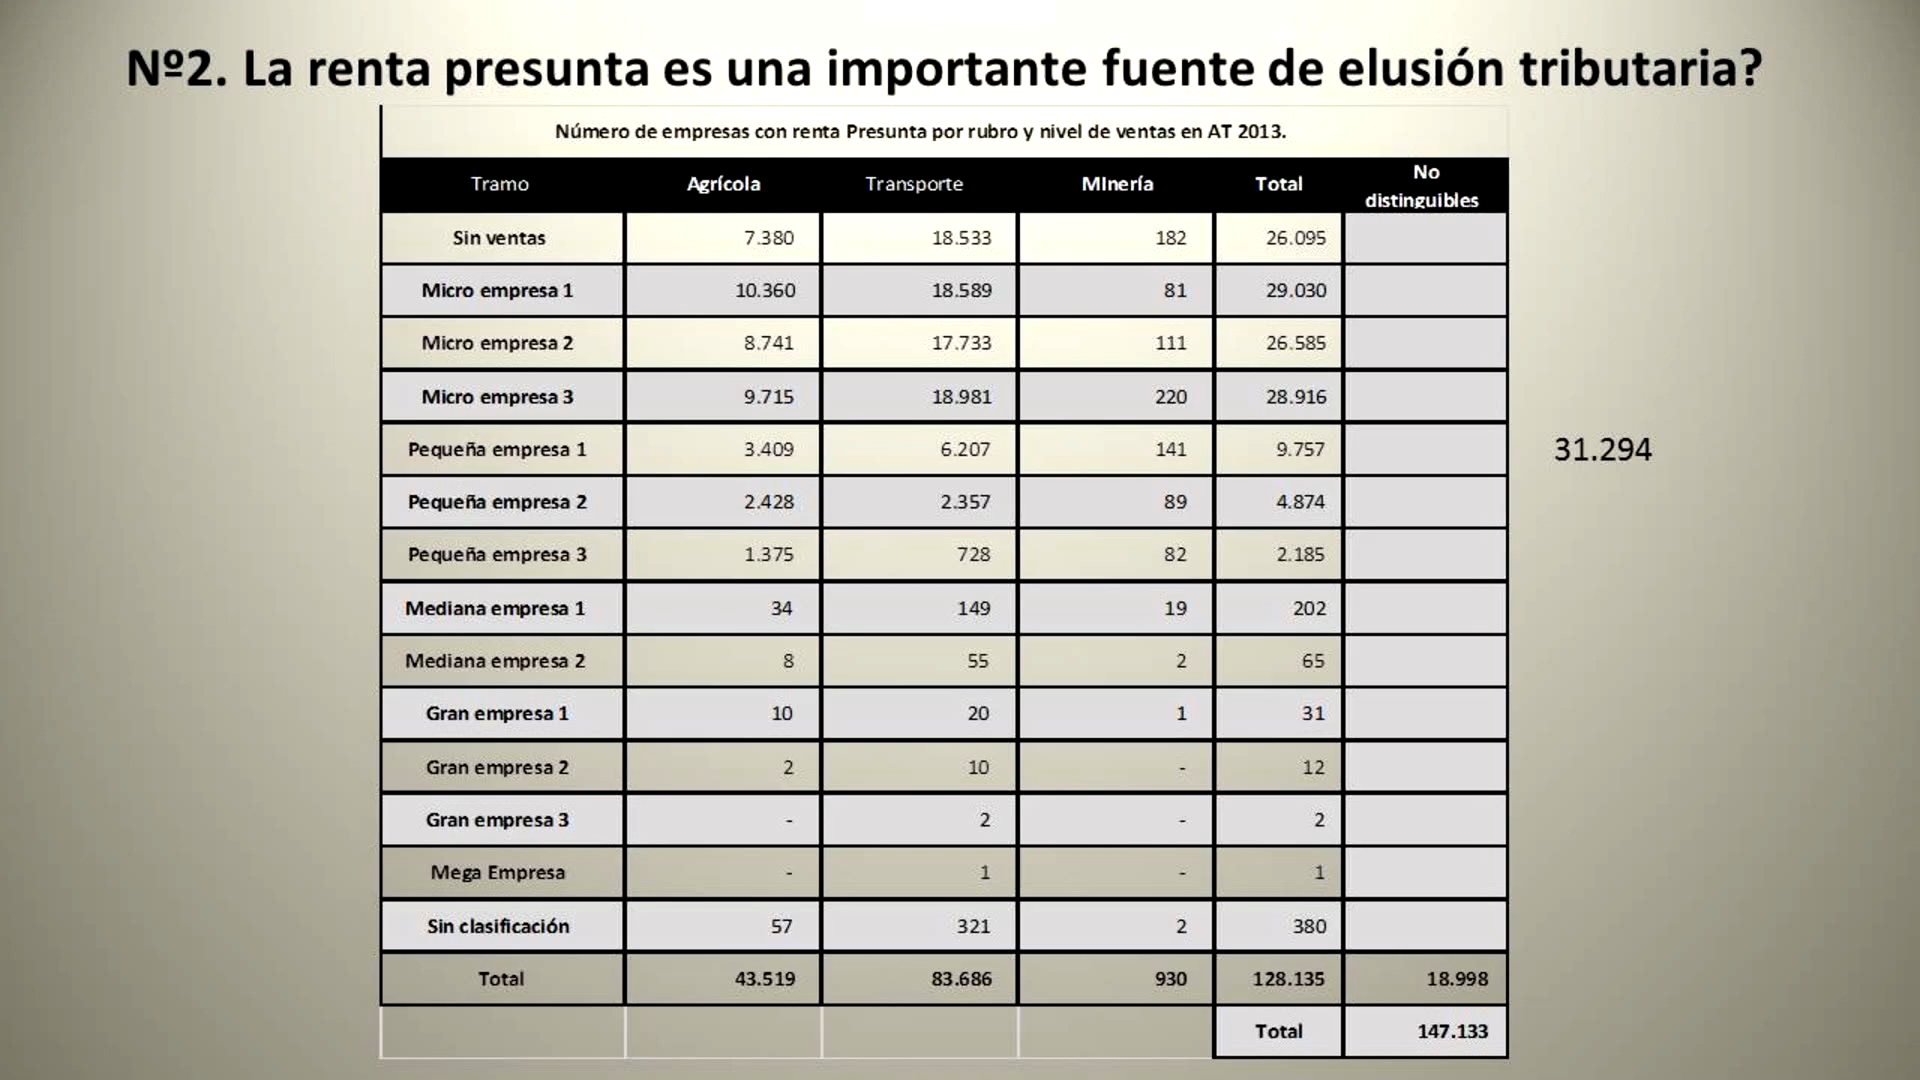 Nº2. La renta presunta es una importante fuente de elusión tributaria?
Número de empresas con renta Presunta por rubro y nivel de ventas en AT 2013.
Tramo Agrícola Transporte MInería Total No distinguibles
Sin ventas 7.380 18.533 182 26.095
Micro empresa 1 10.360 18.589 81 29.030
Micro empresa 2 8.741 17.733 111 26.585
Micro empresa 3 9.715 18.981 220 28.916
Pequeña empresa 1 3.409 6.207 141 9.757 31.294
Pequeña empresa 2 2.428 2.357 89 4.874
Pequeña empresa 3 1.375 728 82 2.185
Mediana empresa 1 34 149 19 202
Mediana empresa 2 8 55 2 65
Gran empresa 1 10 20 1 31
Gran empresa 2 2 10 - 12
Gran empresa 3 - 2 - 2
Mega Empresa - 1 - 1
Sin clasificación 57 321 2 380
Total 43.519 83.686 930 128.135 18.998
Total 147.133